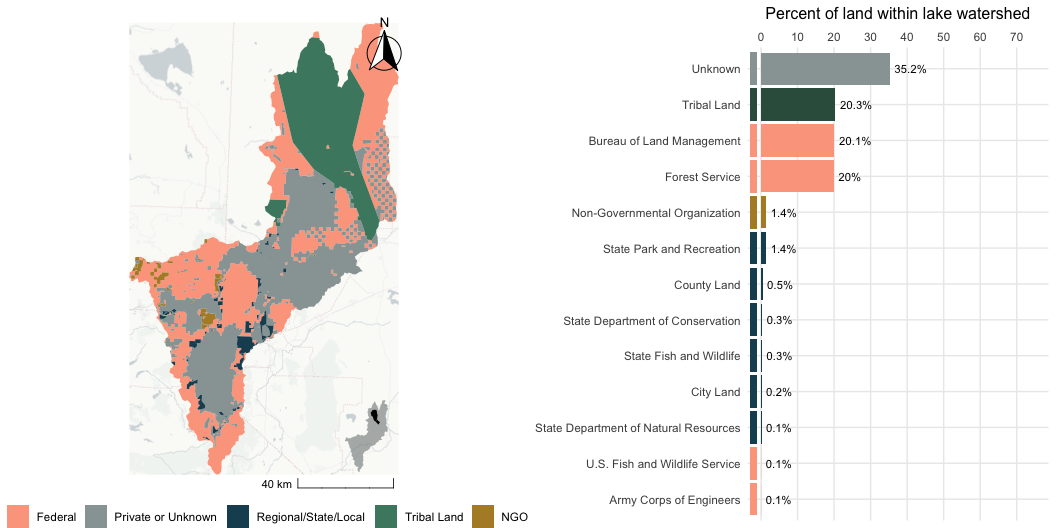 N
40 km
Federal
Private or Unknown
Regional/State/Local
Tribal Land
NGO
Percent of land within lake watershed
0 10 20 30 40 50 60 70
Unknown 35.2%
Tribal Land 20.3%
Bureau of Land Management 20.1%
Forest Service 20%
Non-Governmental Organization 1.4%
State Park and Recreation 1.4%
County Land 0.5%
State Department of Conservation 0.3%
State Fish and Wildlife 0.3%
City Land 0.2%
State Department of Natural Resources 0.1%
U.S. Fish and Wildlife Service 0.1%
Army Corps of Engineers 0.1%